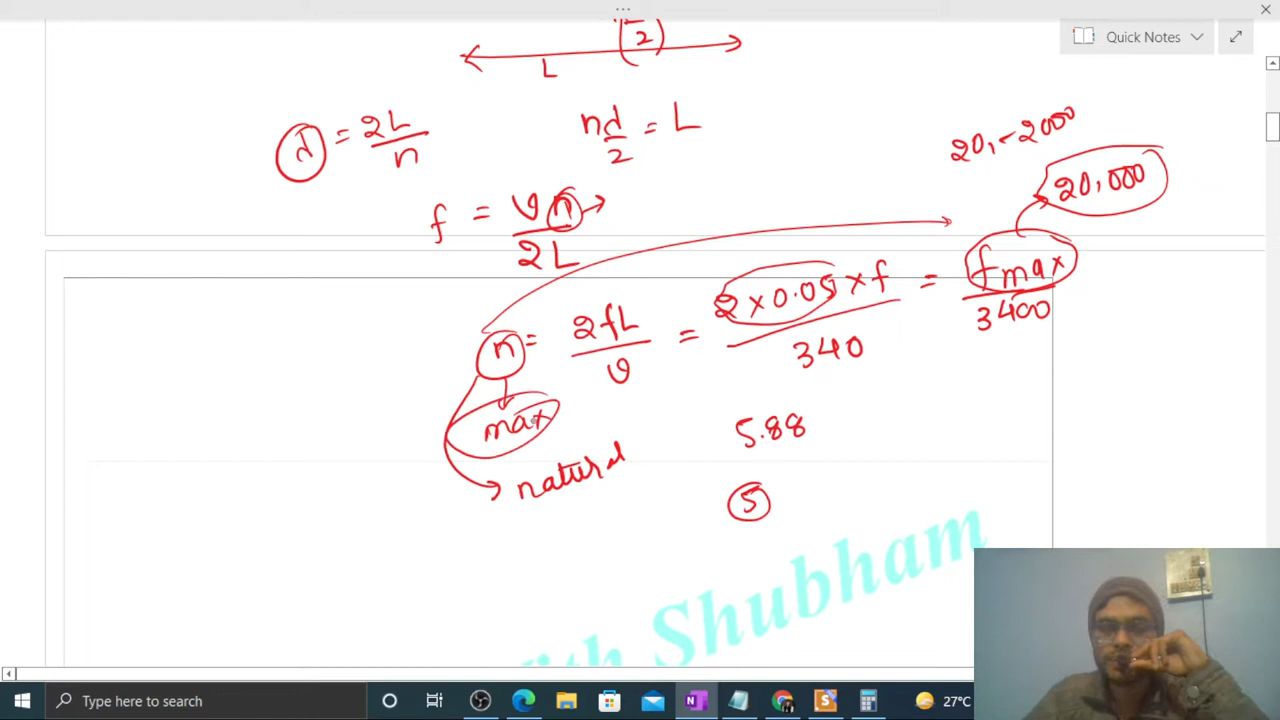 Quick Notes
(2)
L
d = 2L/n
nd/2 = L
20,-2000
20,000
f = vn/2L
n = 2fL/v = 2×0.05×f/340 = fmax/3400
max
5.88
natural
5
ith Shubham
Type here to search
27°C